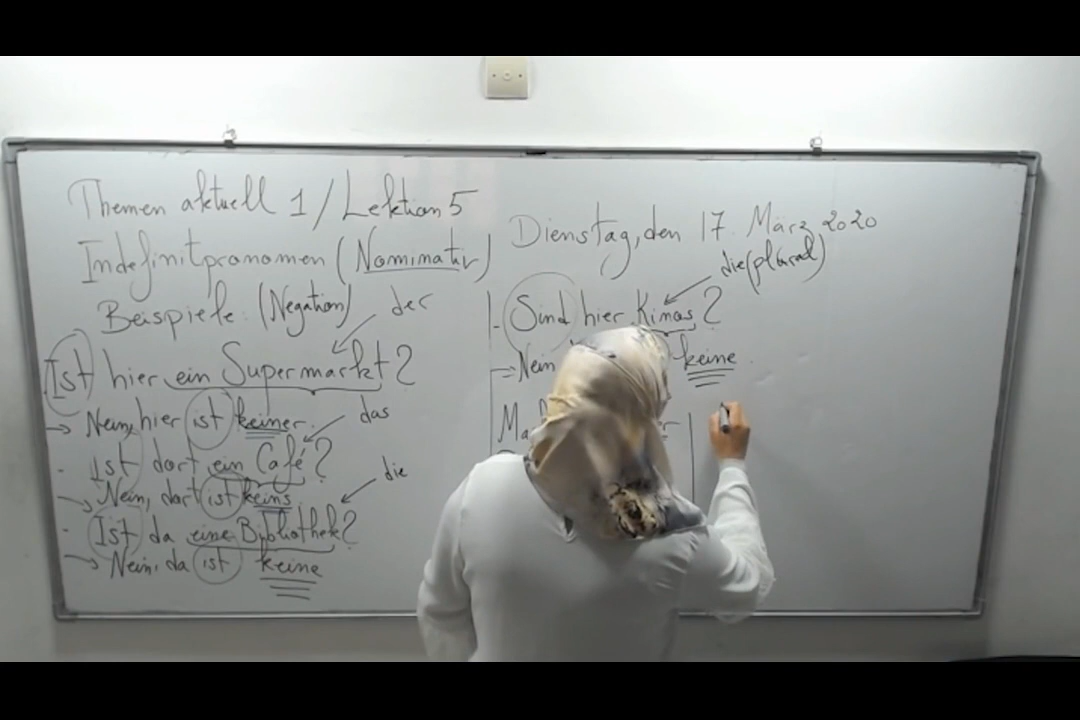 Themen aktuell 1 / Lektion 5
Indefinitpronomen (Nominativ)
Beispiele: (Negation) der
Ist hier ein Supermarkt?
→ Nein, hier ist keiner.
das
- Ist dort ein Café?
→ Nein, dort ist keins.
die
- Ist da eine Bibliothek?
→ Nein, da ist keine
Dienstag, den 17. März 2020
die (plural)
- Sind hier Kinos?
→ Nein keine.